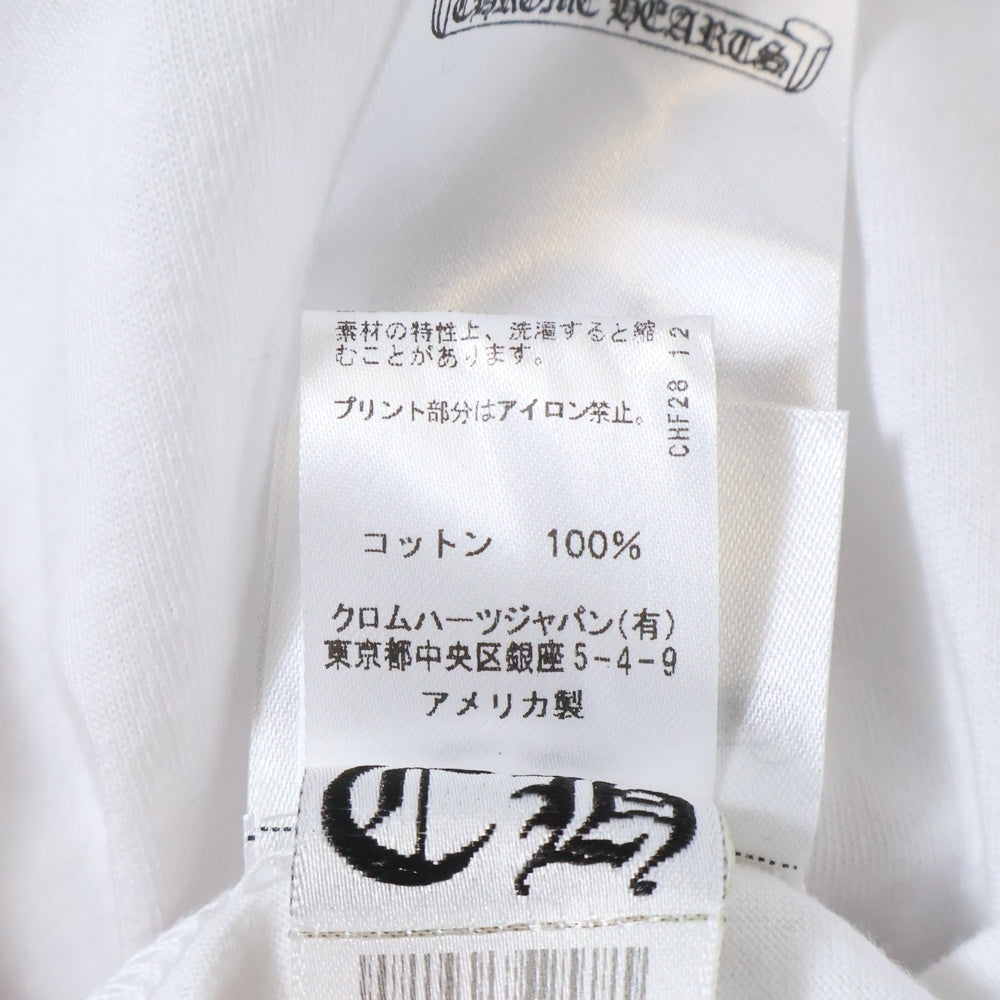 CHROME HEARTS
素材の特性上、洗濯すると縮
むことがあります。
プリント部分はアイロン禁止。
CHF28 12
コットン 100%
クロムハーツジャパン(有)
東京都中央区銀座5-4-9
アメリカ製
CH